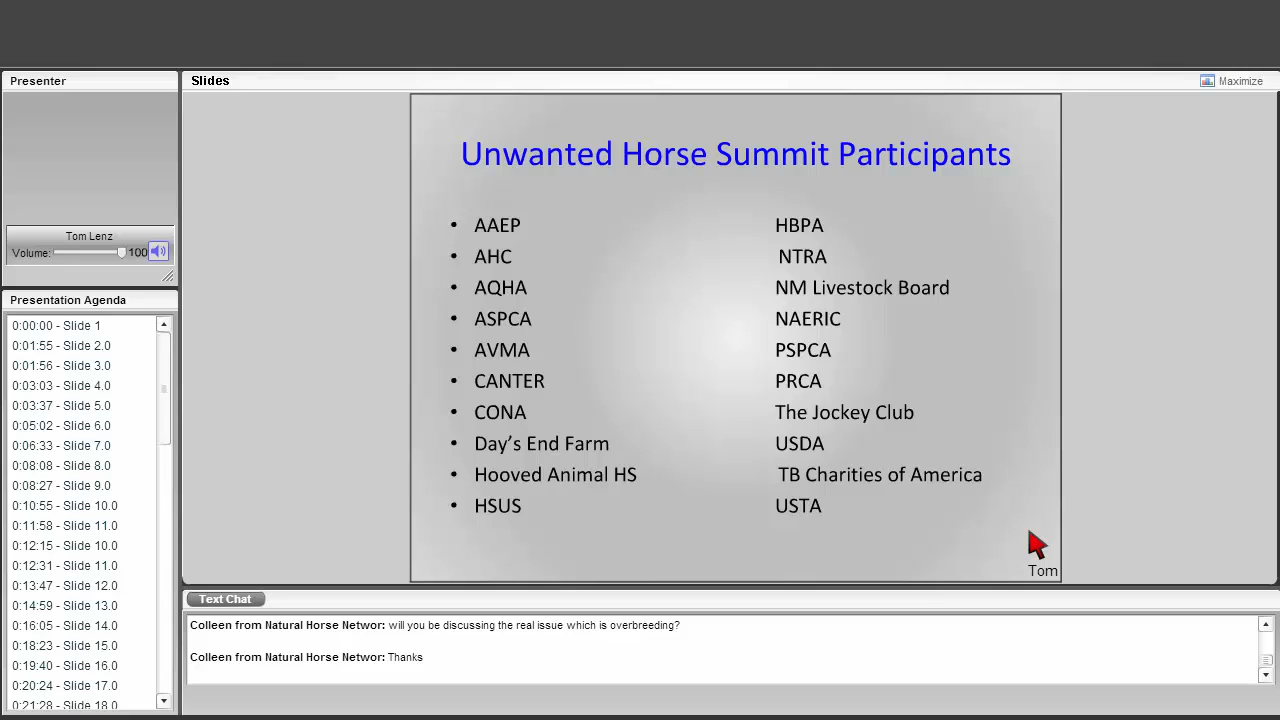 Presenter
Tom Lenz
Volume: 100
Presentation Agenda
0:00:00 - Slide 1
0:01:55 - Slide 2.0
0:01:56 - Slide 3.0
0:03:03 - Slide 4.0
0:03:37 - Slide 5.0
0:05:02 - Slide 6.0
0:06:33 - Slide 7.0
0:08:08 - Slide 8.0
0:08:27 - Slide 9.0
0:10:55 - Slide 10.0
0:11:58 - Slide 11.0
0:12:15 - Slide 10.0
0:12:31 - Slide 11.0
0:13:47 - Slide 12.0
0:14:59 - Slide 13.0
0:16:05 - Slide 14.0
0:18:23 - Slide 15.0
0:19:40 - Slide 16.0
0:20:24 - Slide 17.0
0:21:28 - Slide 18.0
Slides
Maximize
Unwanted Horse Summit Participants
• AAEP HBPA
• AHC NTRA
• AQHA NM Livestock Board
• ASPCA NAERIC
• AVMA PSPCA
• CANTER PRCA
• CONA The Jockey Club
• Day’s End Farm USDA
• Hooved Animal HS TB Charities of America
• HSUS USTA
Tom
Text Chat
Colleen from Natural Horse Networ: will you be discussing the real issue which is overbreeding?
Colleen from Natural Horse Networ: Thanks